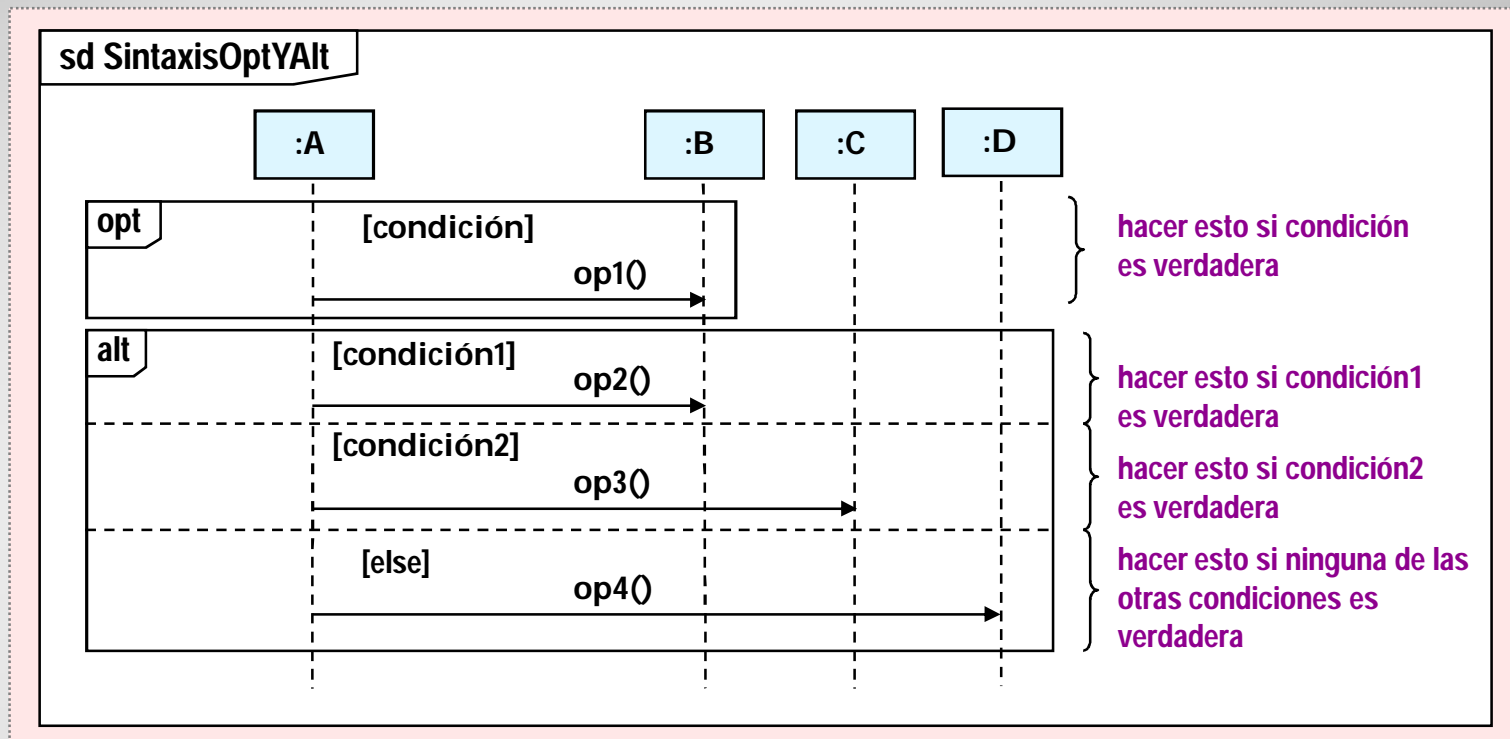 sd SintaxisOptYAlt
:A
:B
:C
:D
opt
[condición]
op1()
hacer esto si condición
es verdadera
alt
[condición1]
op2()
hacer esto si condición1
es verdadera
[condición2]
op3()
hacer esto si condición2
es verdadera
[else]
op4()
hacer esto si ninguna de las
otras condiciones es
verdadera